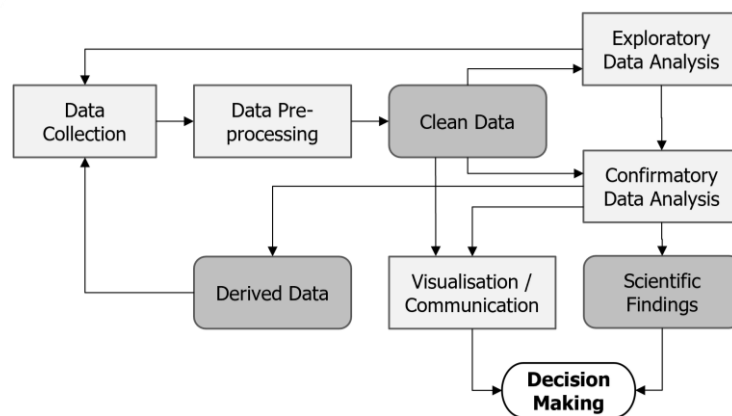 Exploratory
Data Analysis
Data
Collection
Data Pre-
processing
Clean Data
Confirmatory
Data Analysis
Derived Data
Visualisation /
Communication
Scientific
Findings
Decision
Making